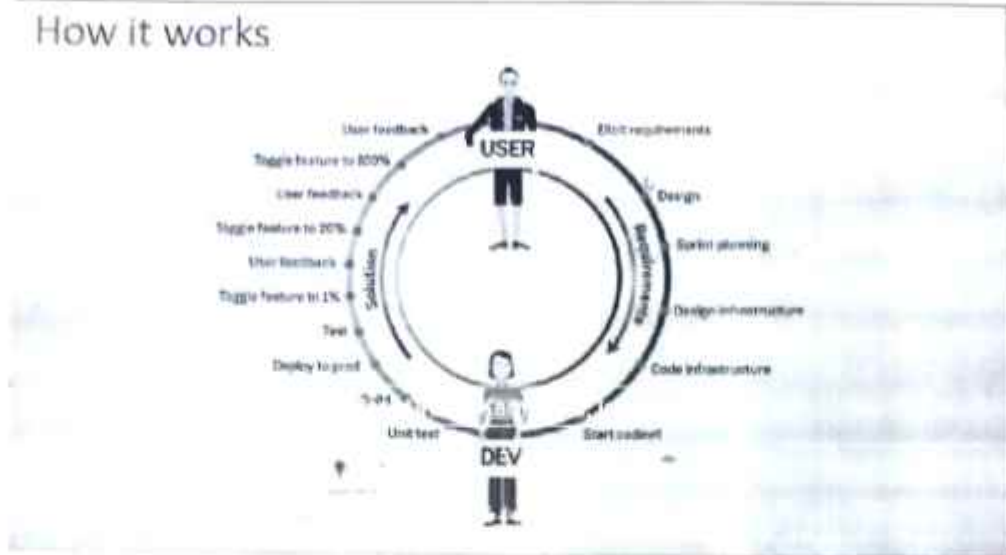 How it works
USER
User feedback
Toggle feature to 100%
User feedback
Toggle feature to 20%
User feedback
Toggle feature to 1%
Test
Deploy to prod
Unit test
Solution
Elicit requirements
Design
Sprint planning
Design infrastructure
Code infrastructure
Start
Requirements
DEV